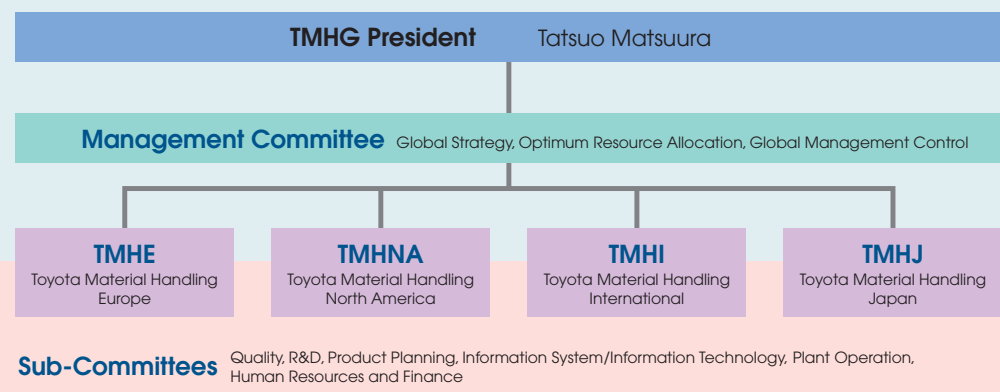 TMHG President Tatsuo Matsuura
Management Committee Global Strategy, Optimum Resource Allocation, Global Management Control
TMHE
Toyota Material Handling
Europe
TMHNA
Toyota Material Handling
North America
TMHI
Toyota Material Handling
International
TMHJ
Toyota Material Handling
Japan
Sub-Committees
Quality, R&D, Product Planning, Information System/Information Technology, Plant Operation,
Human Resources and Finance